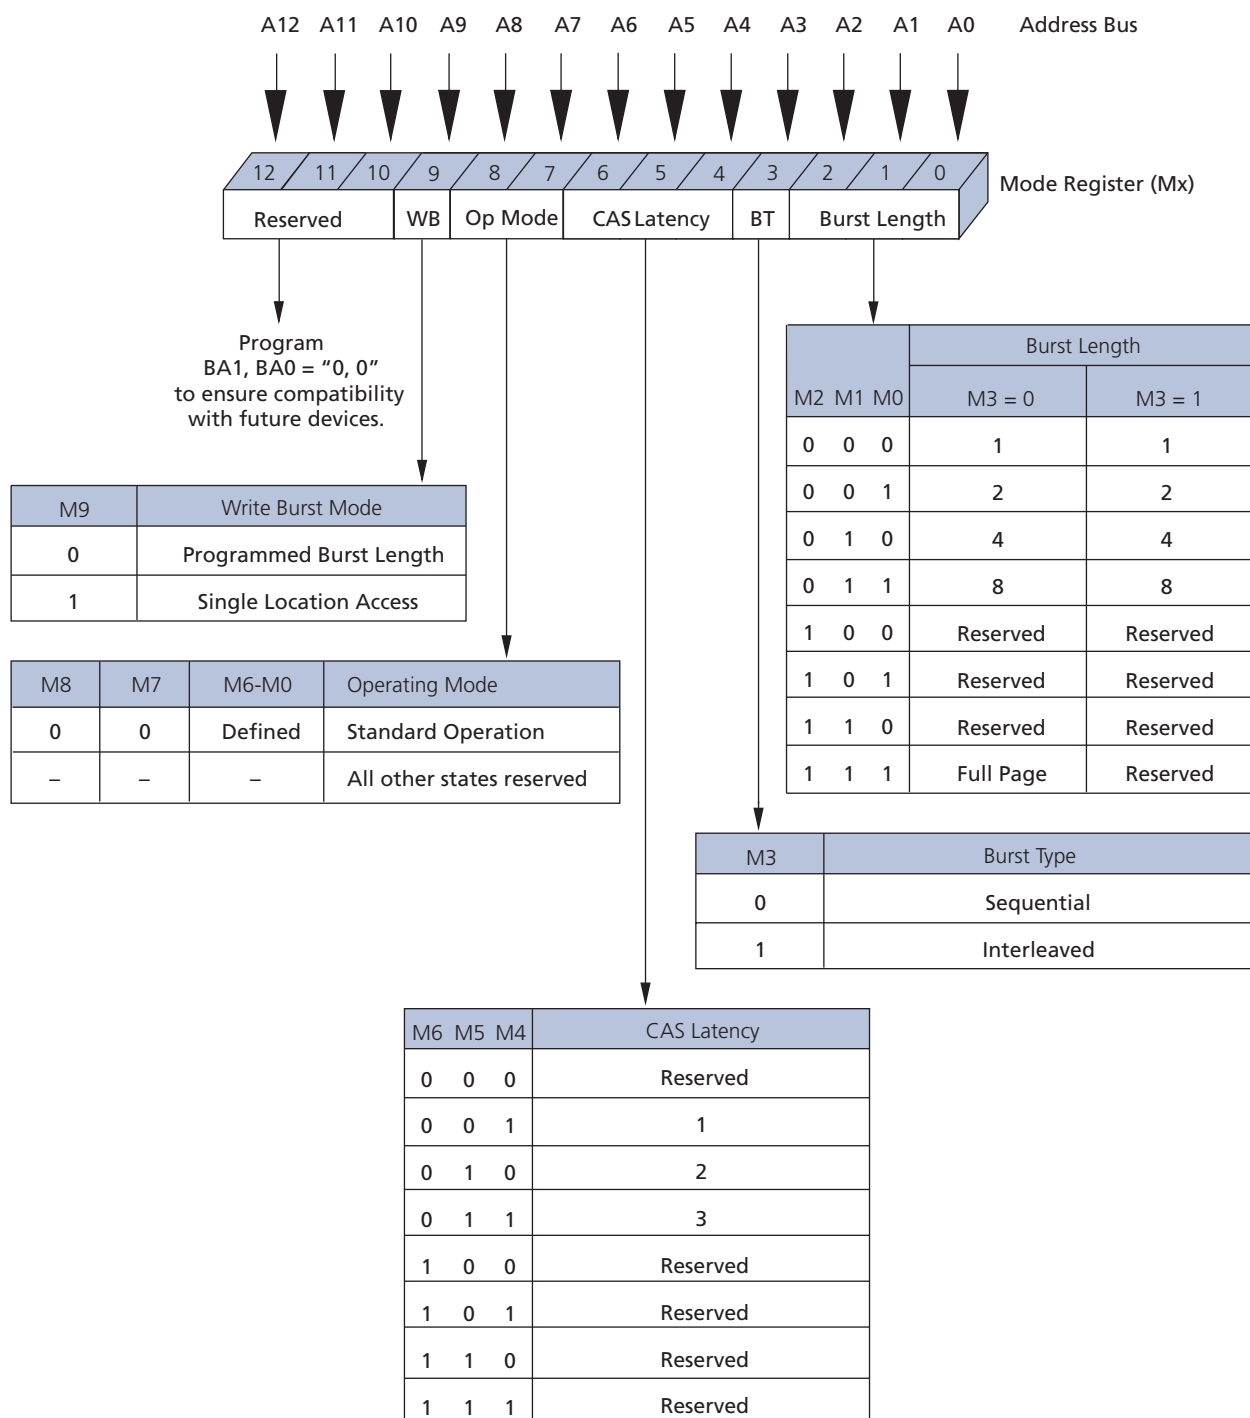 A12 A11 A10 A9 A8 A7 A6 A5 A4 A3 A2 A1 A0 Address Bus
12 11 10 9 8 7 6 5 4 3 2 1 0
Mode Register (Mx)
Reserved WB Op Mode CAS Latency BT Burst Length
Program
BA1, BA0 = “0, 0”
to ensure compatibility
with future devices.
Burst Length
M2 M1 M0 M3 = 0 M3 = 1
0 0 0 1 1
0 0 1 2 2
0 1 0 4 4
0 1 1 8 8
1 0 0 Reserved Reserved
1 0 1 Reserved Reserved
1 1 0 Reserved Reserved
1 1 1 Full Page Reserved
M9 Write Burst Mode
0 Programmed Burst Length
1 Single Location Access
M8 M7 M6-M0 Operating Mode
0 0 Defined Standard Operation
– – – All other states reserved
M3 Burst Type
0 Sequential
1 Interleaved
M6 M5 M4 CAS Latency
0 0 0 Reserved
0 0 1 1
0 1 0 2
0 1 1 3
1 0 0 Reserved
1 0 1 Reserved
1 1 0 Reserved
1 1 1 Reserved